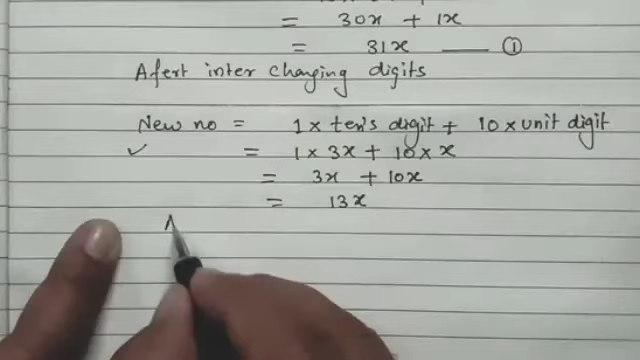 = 30x + 1x
= 31x —— ①
Afert inter changing digits
New no = 1 x ten's digit + 10 x unit digit
✓ = 1 x 3x + 10 x x
= 3x + 10x
= 13x